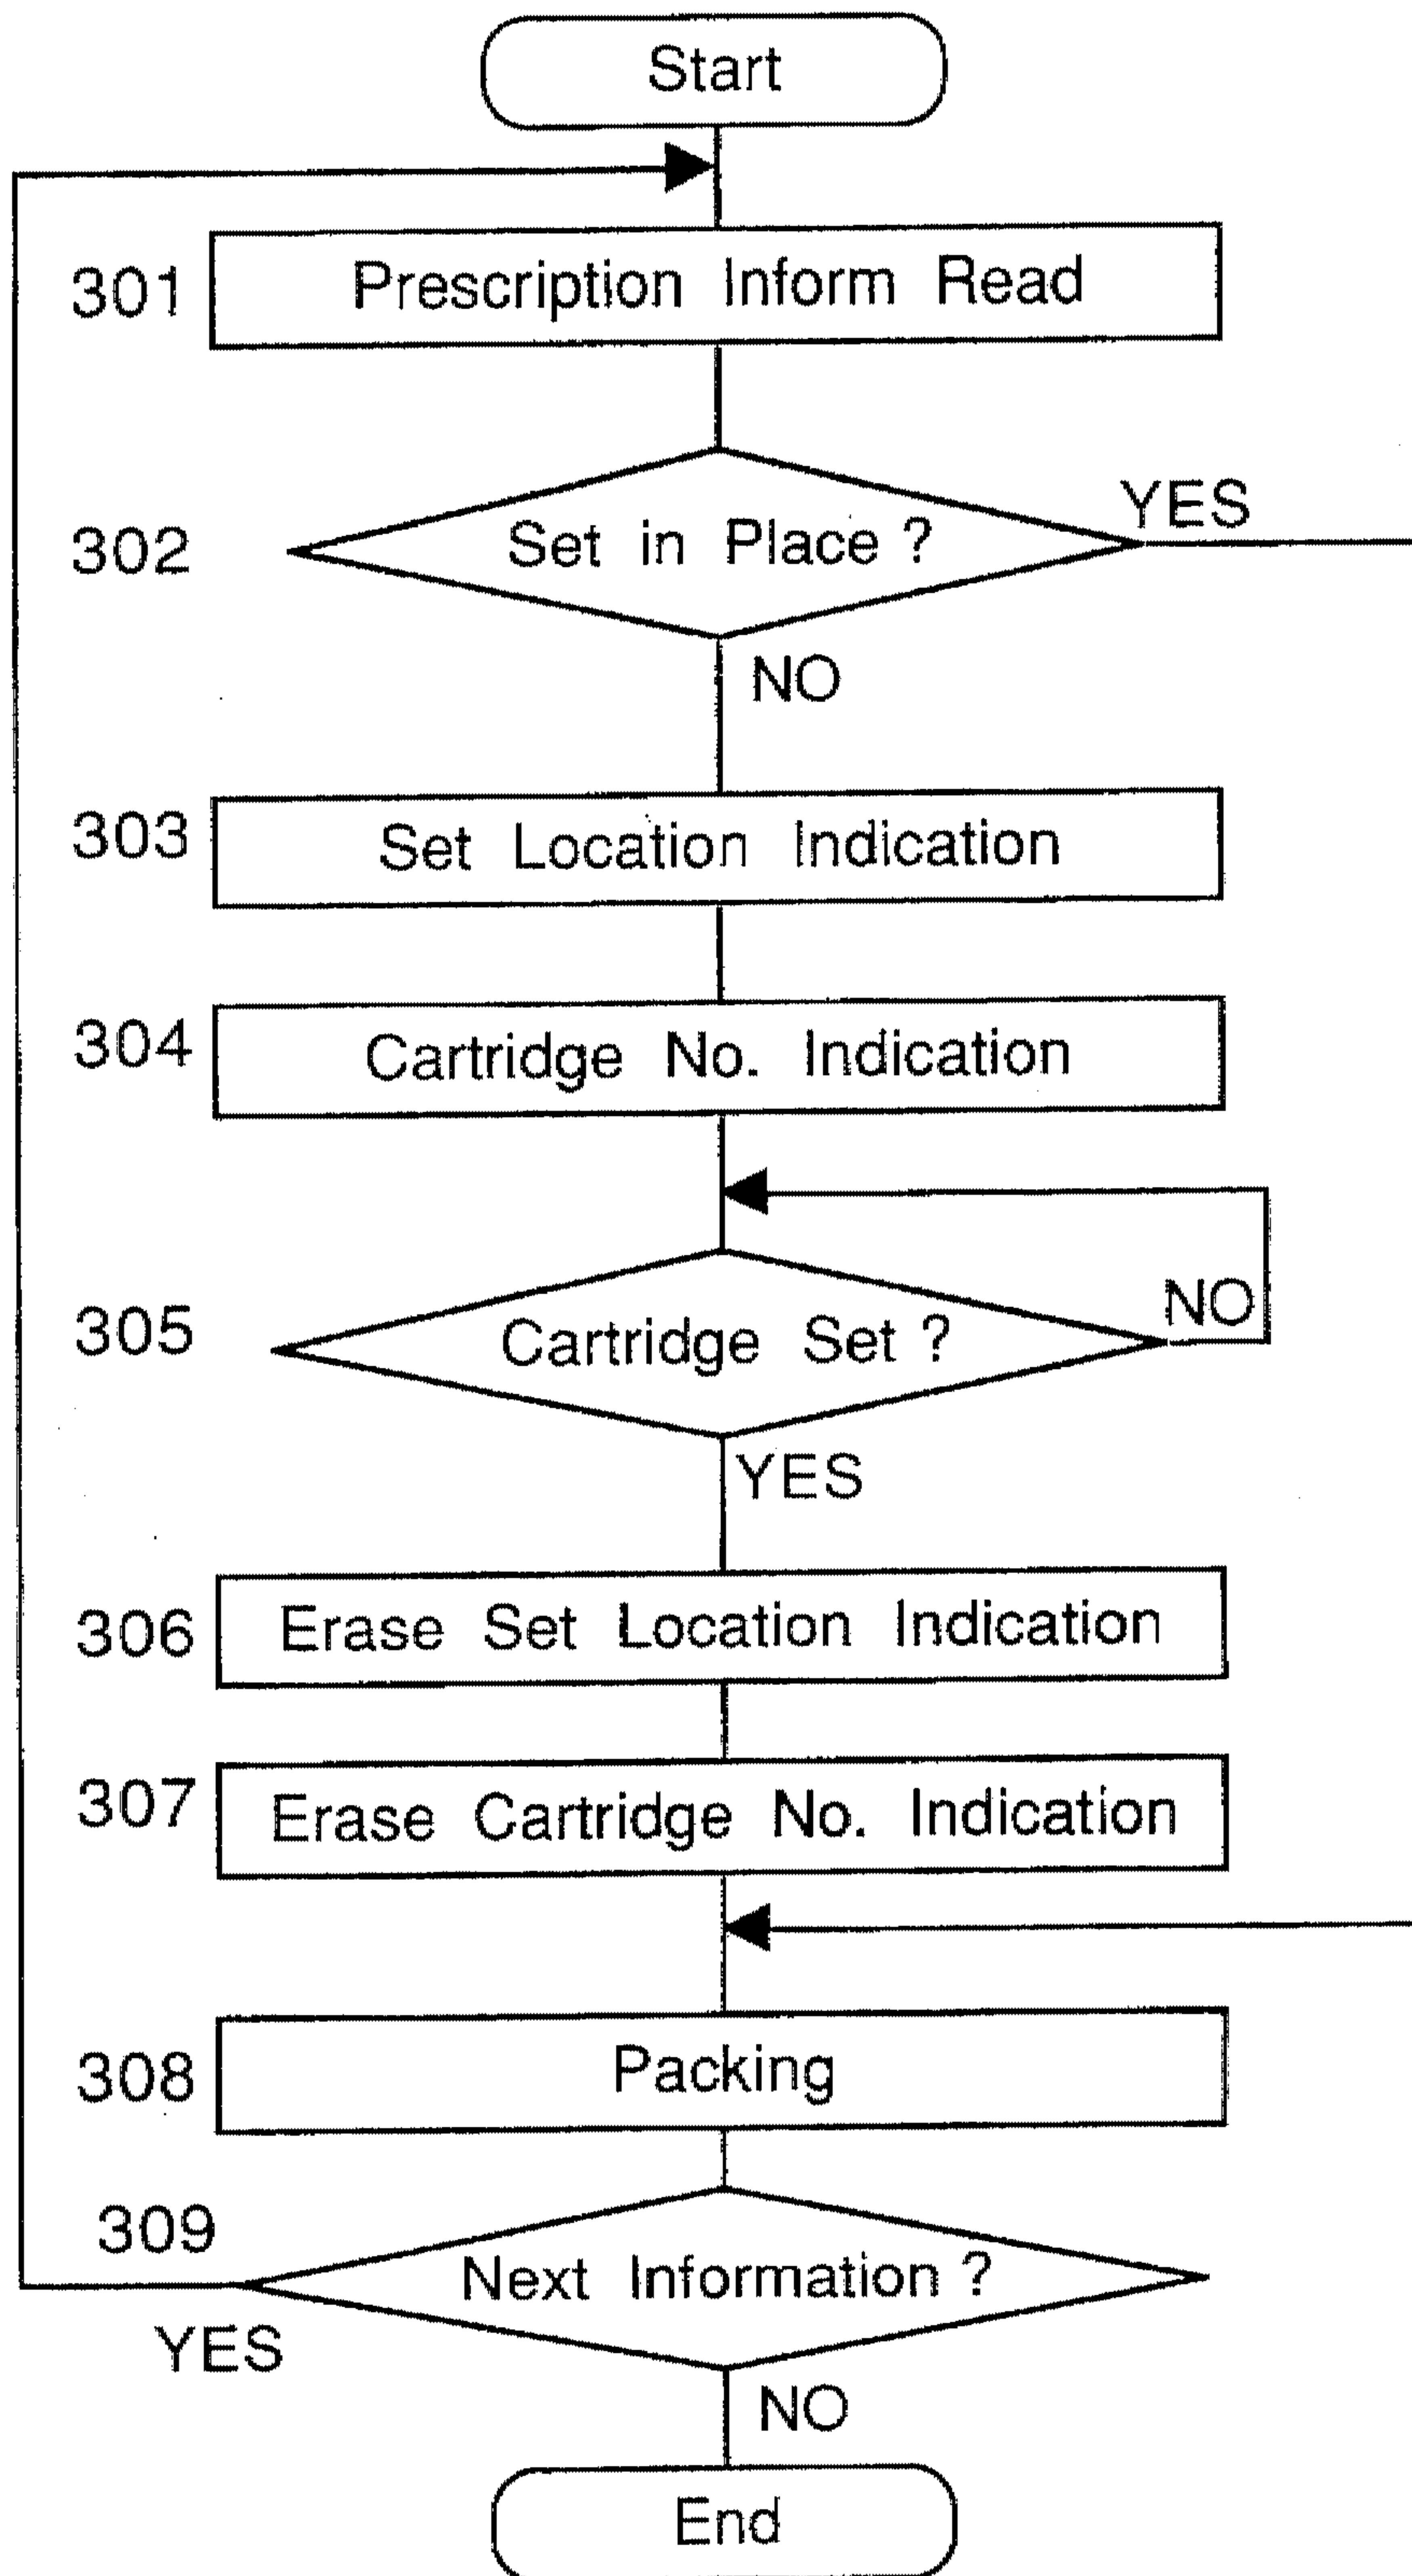 Start
301 Prescription Inform Read
302 Set in Place ? YES
NO
303 Set Location Indication
304 Cartridge No. Indication
305 Cartridge Set ? NO
YES
306 Erase Set Location Indication
307 Erase Cartridge No. Indication
308 Packing
309 Next Information ?
YES
NO
End